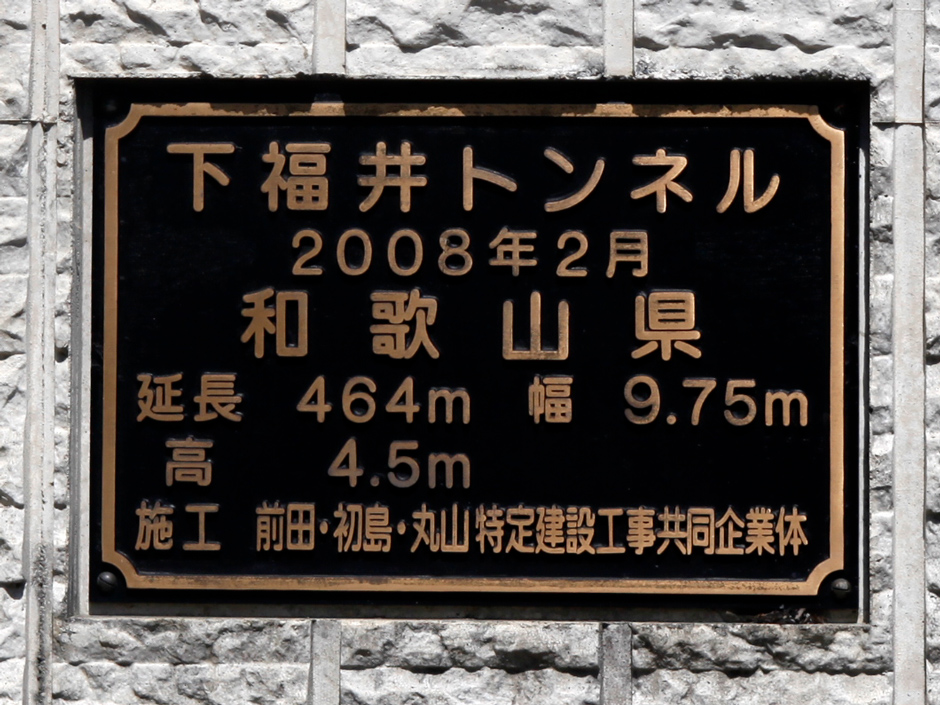 下福井トンネル
2008年2月
和歌山県
延長 464m 幅 9.75m
高 4.5m
施工 前田・初島・丸山特定建設工事共同企業体